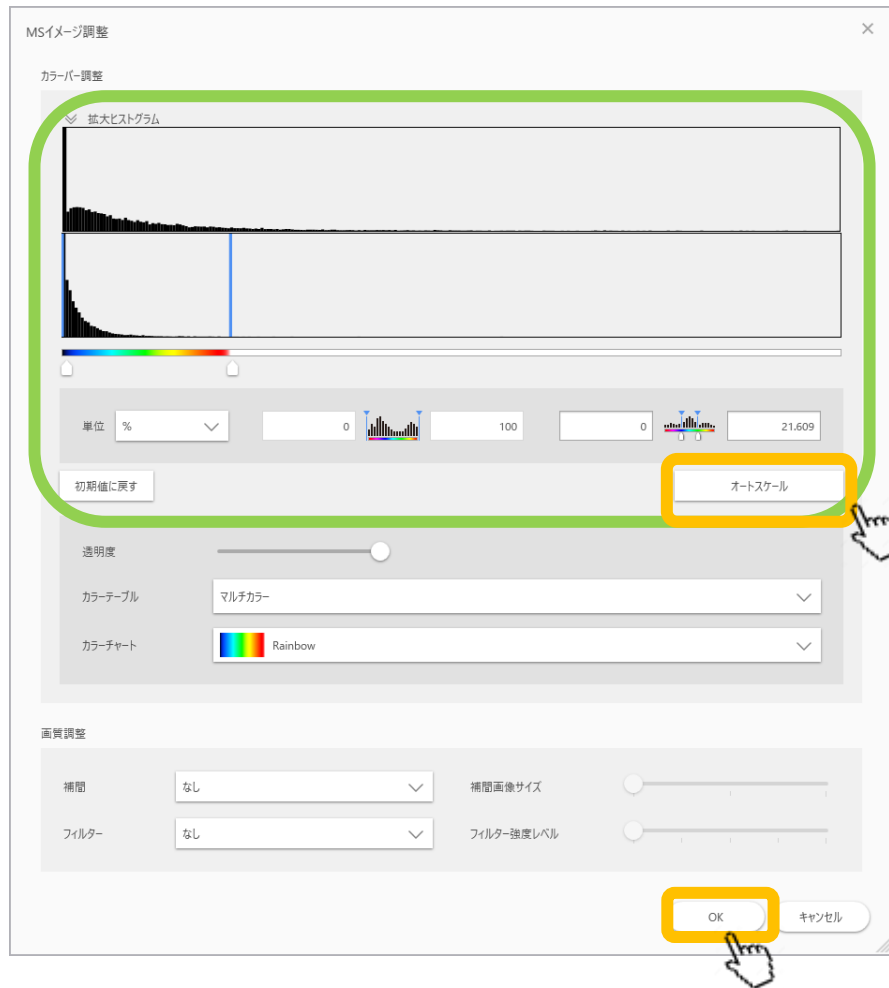 MSイメージ調整
カラーバー調整
拡大ヒストグラム
単位 % 0 100 0 21.609
初期値に戻す オートスケール
透明度
カラーテーブル マルチカラー
カラーチャート Rainbow
画質調整
補間 なし 補間画像サイズ
フィルター なし フィルター強度レベル
OK キャンセル